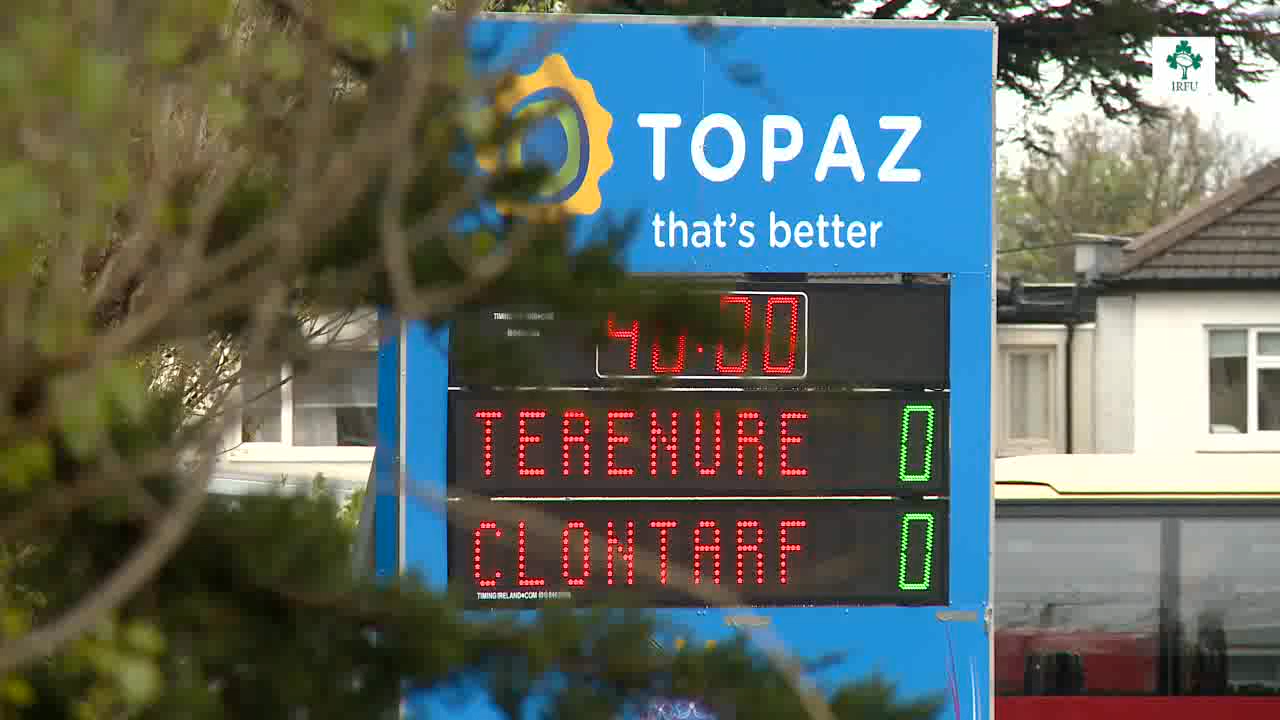 IRFU
TOPAZ
that's better
40:00
TERENURE 0
CLONTARF 0